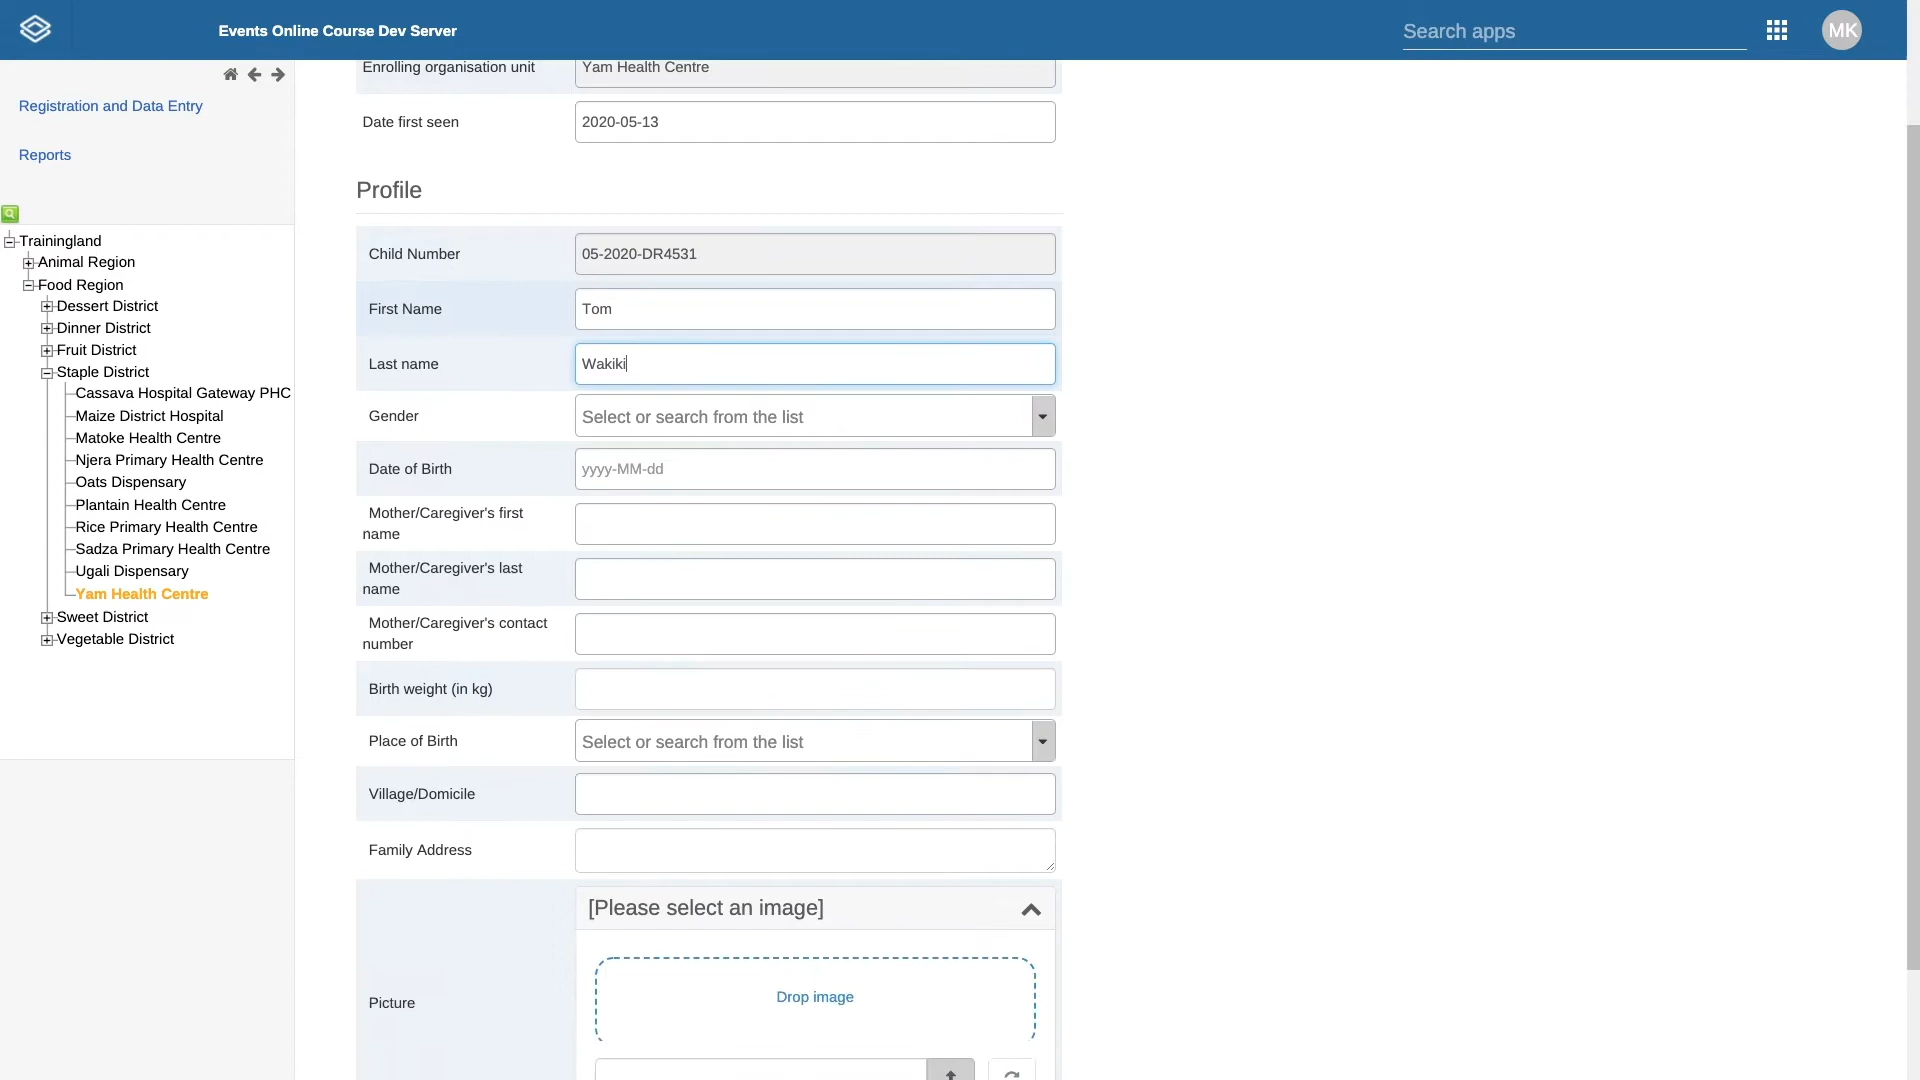 Events Online Course Dev Server
Search apps
MK
Registration and Data Entry
Reports
Trainingland
Animal Region
Food Region
Dessert District
Dinner District
Fruit District
Staple District
Cassava Hospital Gateway PHC
Maize District Hospital
Matoke Health Centre
Njera Primary Health Centre
Oats Dispensary
Plantain Health Centre
Rice Primary Health Centre
Sadza Primary Health Centre
Ugali Dispensary
Yam Health Centre
Sweet District
Vegetable District
Enrolling organisation unit
Yam Health Centre
Date first seen
2020-05-13
Profile
Child Number
05-2020-DR4531
First Name
Tom
Last name
Wakiki
Gender
Select or search from the list
Date of Birth
yyyy-MM-dd
Mother/Caregiver's first
name
Mother/Caregiver's last
name
Mother/Caregiver's contact
number
Birth weight (in kg)
Place of Birth
Select or search from the list
Village/Domicile
Family Address
Picture
[Please select an image]
Drop image